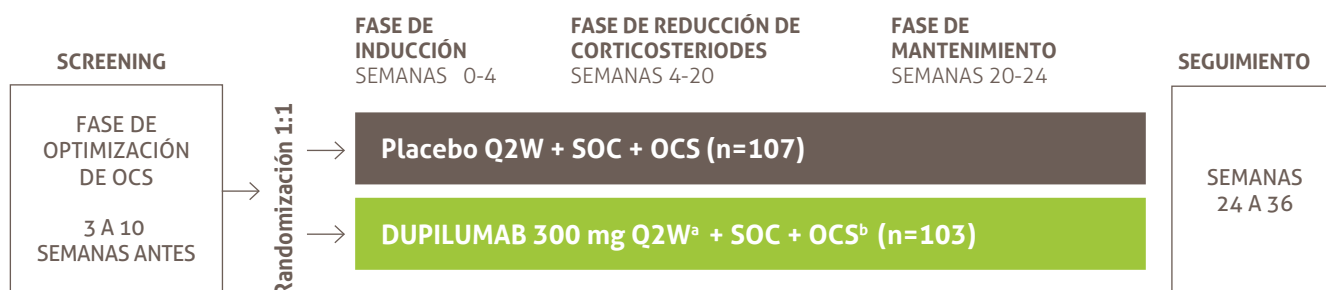 SCREENING
FASE DE
OPTIMIZACIÓN
DE OCS
3 A 10
SEMANAS ANTES
Randomización 1:1
FASE DE
INDUCCIÓN
SEMANAS 0-4
FASE DE REDUCCIÓN DE
CORTICOSTERIODES
SEMANAS 4-20
FASE DE
MANTENIMIENTO
SEMANAS 20-24
Placebo Q2W + SOC + OCS (n=107)
DUPILUMAB 300 mg Q2Wᵃ + SOC + OCSᵇ (n=103)
SEGUIMIENTO
SEMANAS
24 A 36